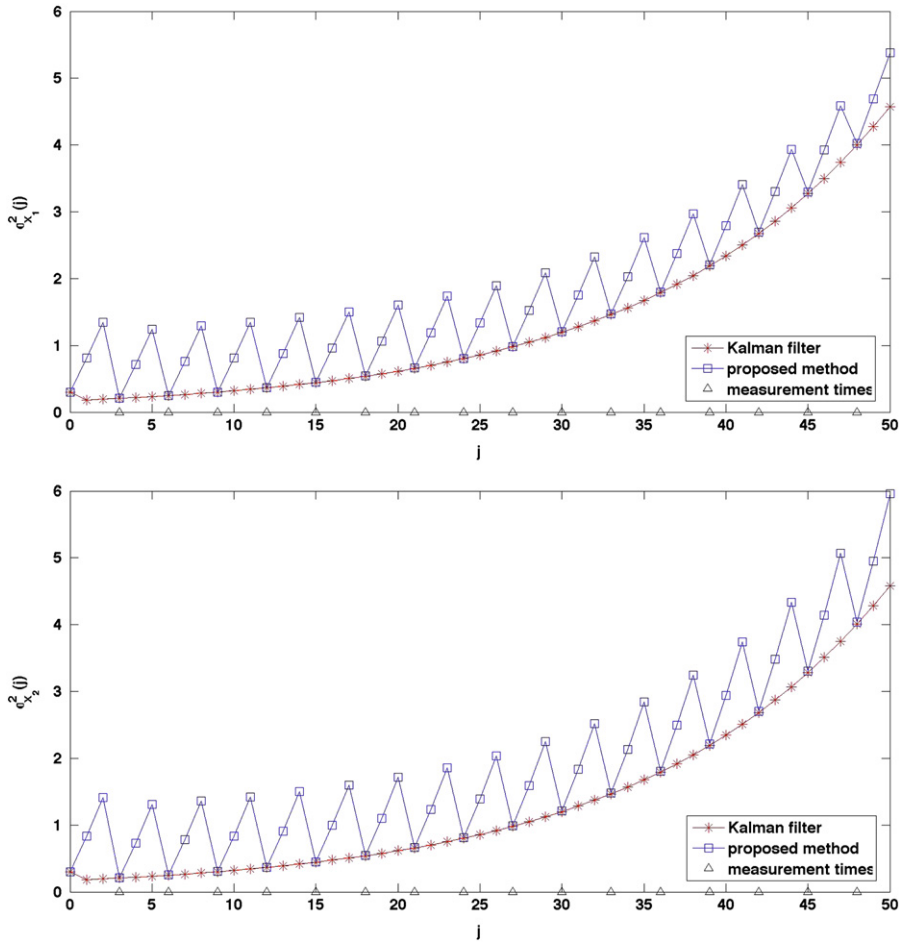 6
5
4
3
2
1
0
σ²X₁(j)
0 5 10 15 20 25 30 35 40 45 50
j
Kalman filter
proposed method
measurement times
6
5
4
3
2
1
0
σ²X₂(j)
0 5 10 15 20 25 30 35 40 45 50
j
Kalman filter
proposed method
measurement times